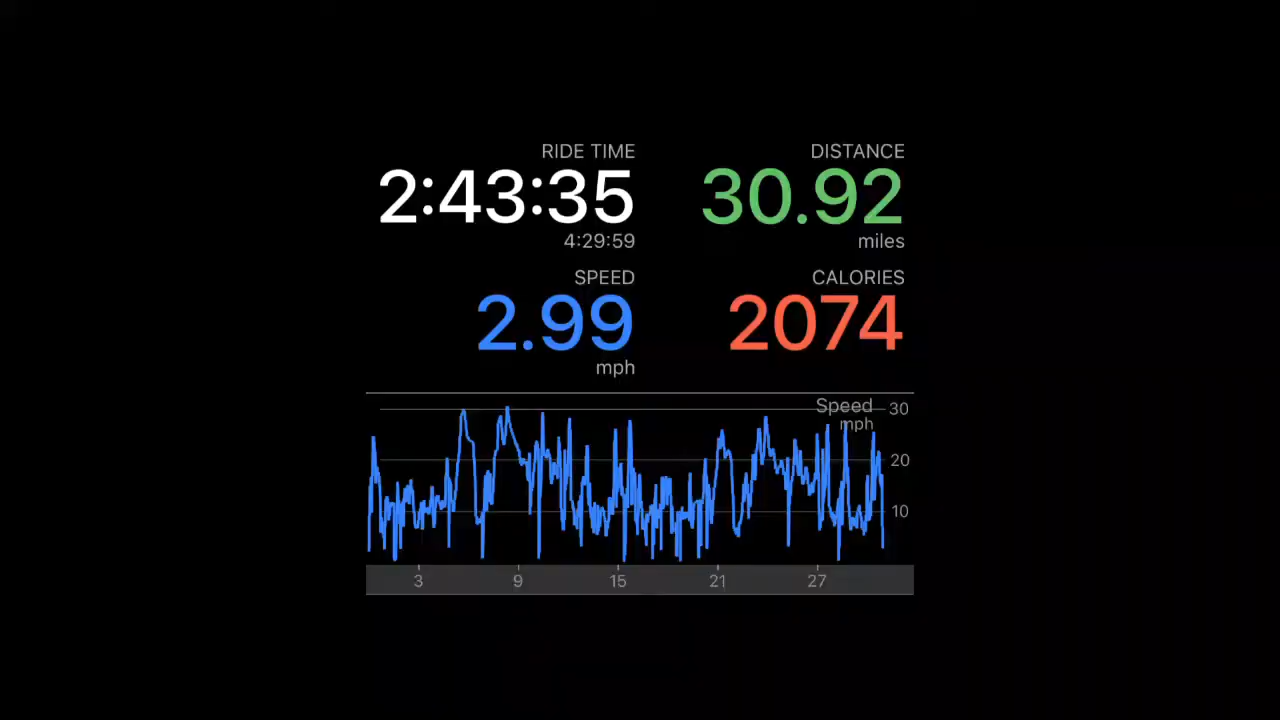 RIDE TIME
2:43:35
4:29:59
DISTANCE
30.92
miles
SPEED
2.99
mph
CALORIES
2074
Speed
mph
30
20
10
3 9 15 21 27